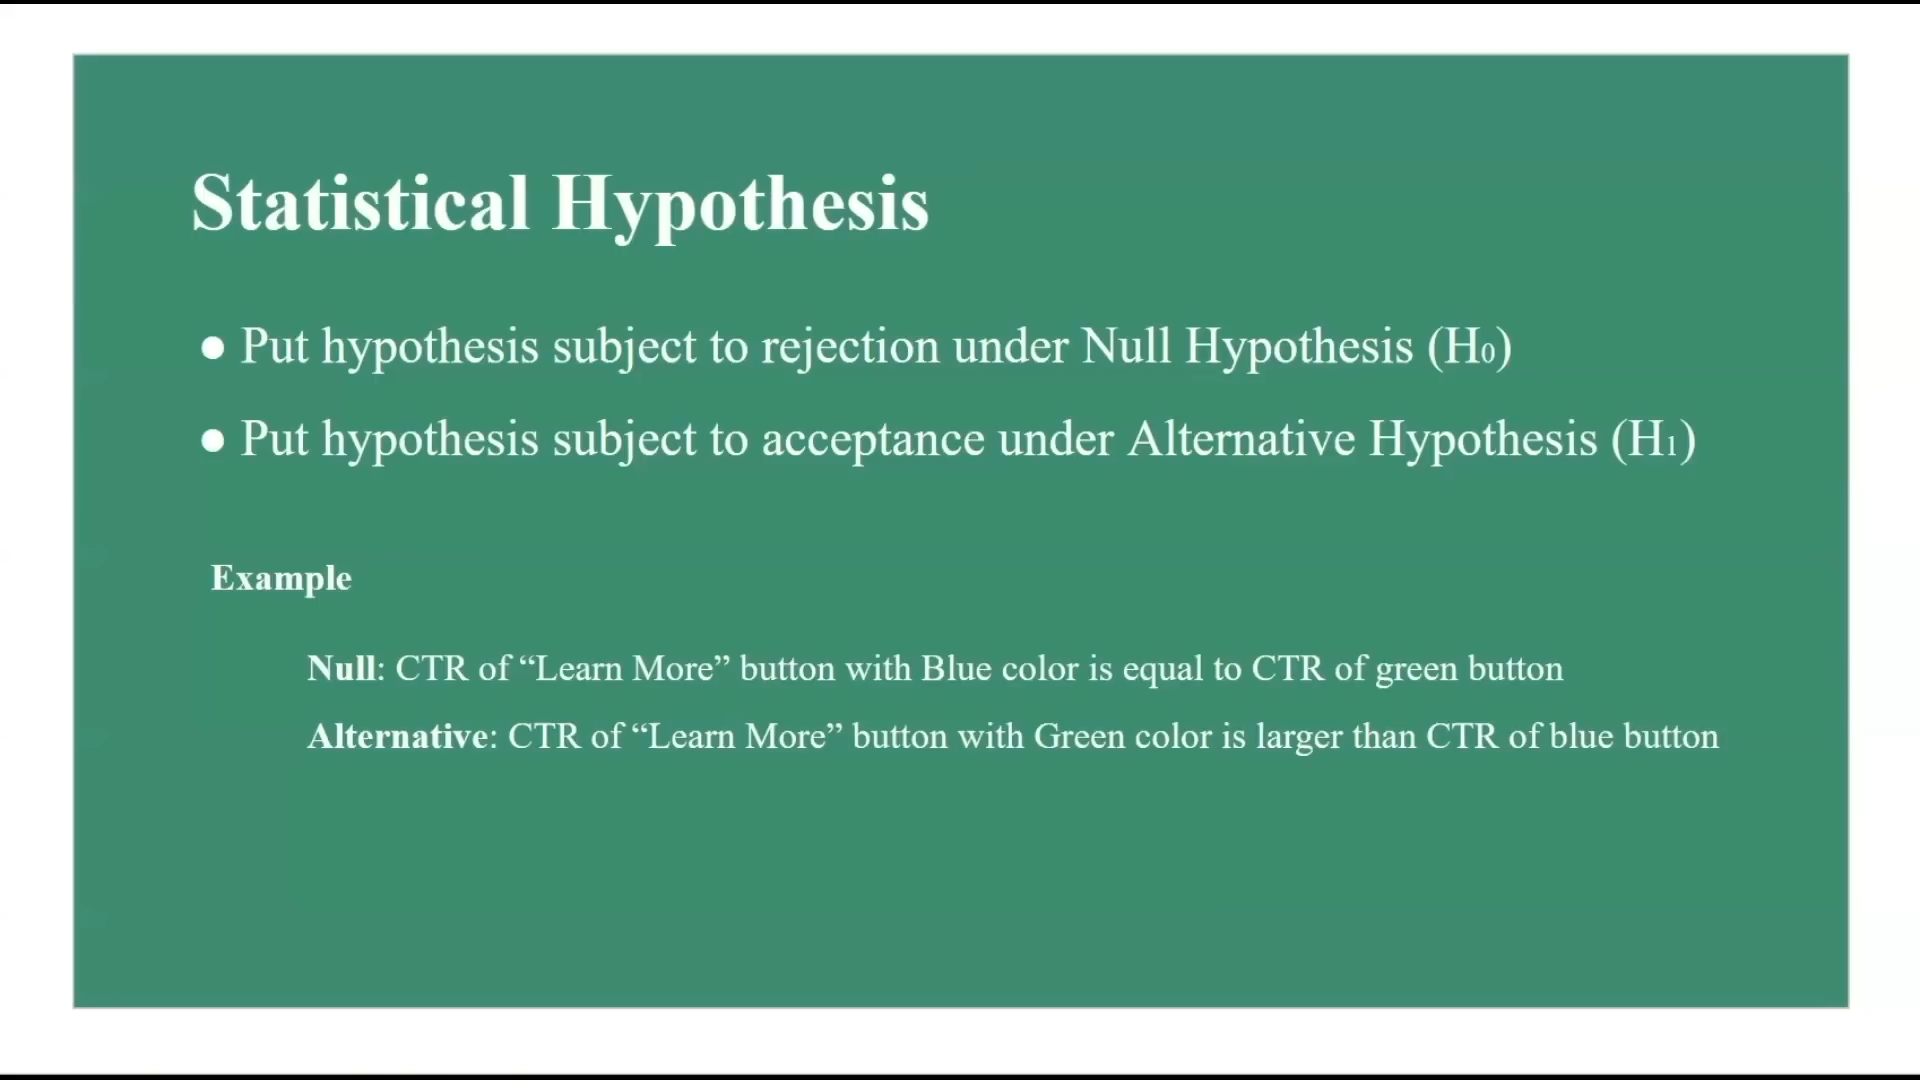 Statistical Hypothesis
● Put hypothesis subject to rejection under Null Hypothesis (H₀)
● Put hypothesis subject to acceptance under Alternative Hypothesis (H₁)
Example
Null: CTR of “Learn More” button with Blue color is equal to CTR of green button
Alternative: CTR of “Learn More” button with Green color is larger than CTR of blue button